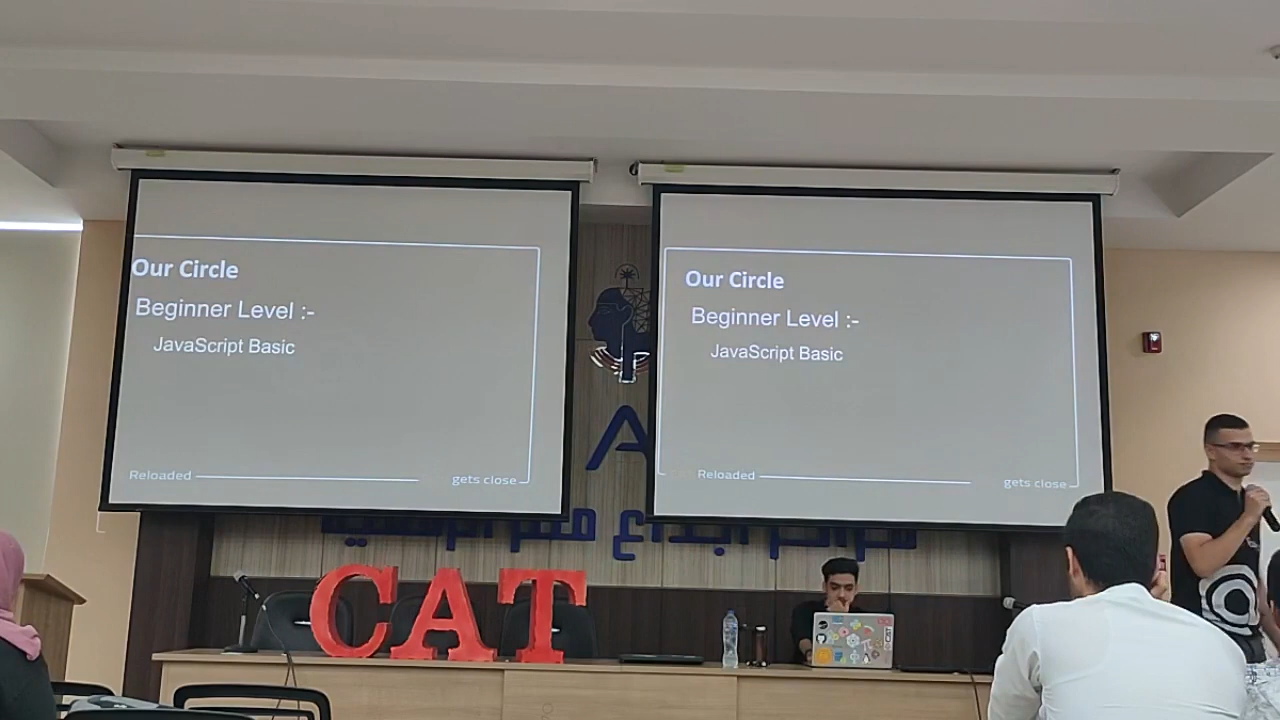 Our Circle
Beginner Level :-
JavaScript Basic
Reloaded
gets close
Our Circle
Beginner Level :-
JavaScript Basic
Reloaded
gets close
A
CAT